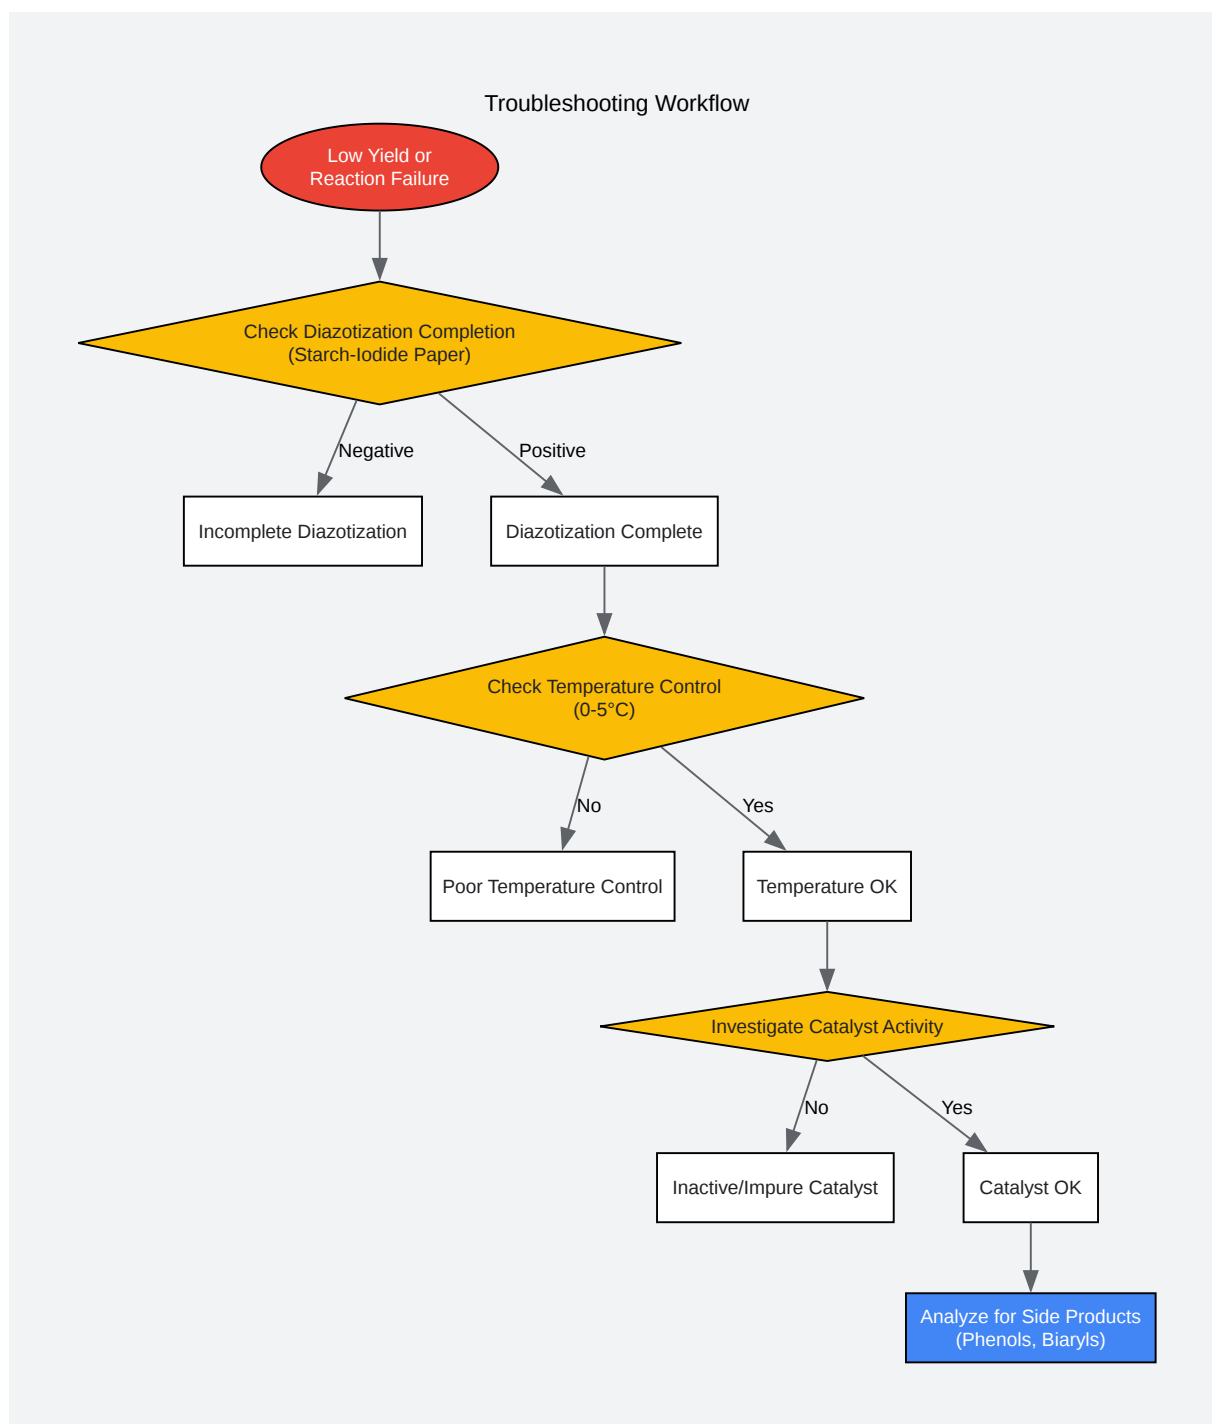 Troubleshooting Workflow
Low Yield or
Reaction Failure
Check Diazotization Completion
(Starch-Iodide Paper)
Negative
Positive
Incomplete Diazotization
Diazotization Complete
Check Temperature Control
(0-5°C)
No
Yes
Poor Temperature Control
Temperature OK
Investigate Catalyst Activity
No
Yes
Inactive/Impure Catalyst
Catalyst OK
Analyze for Side Products
(Phenols, Biaryls)